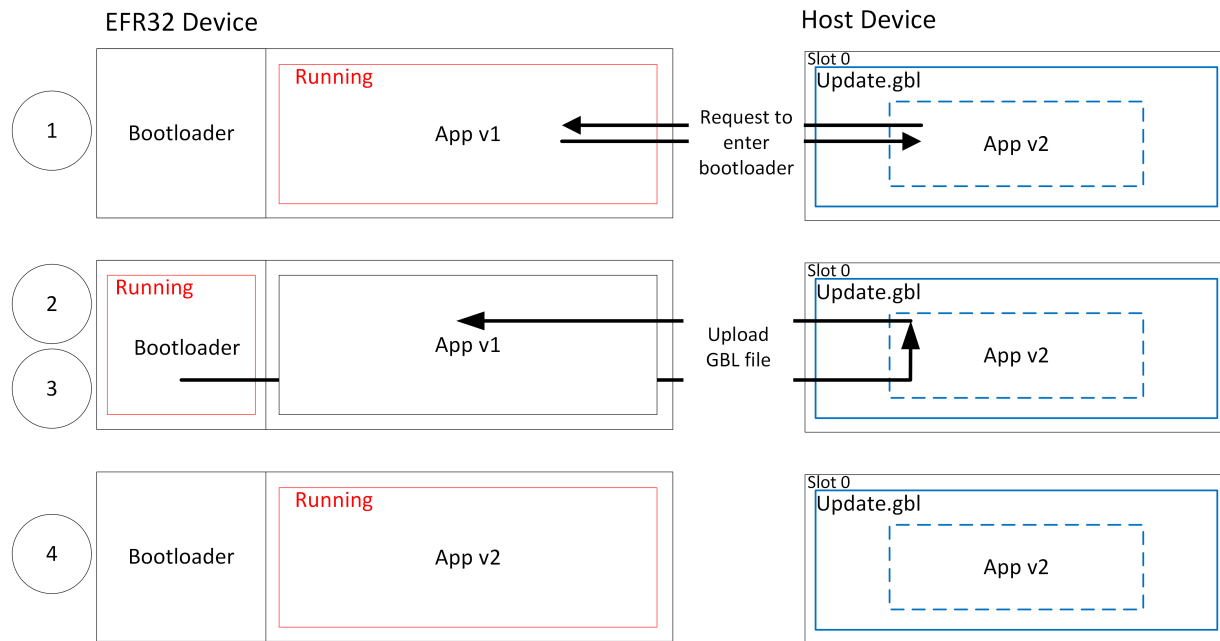 EFR32 Device
Host Device
1
Bootloader
Running
App v1
Request to
enter
bootloader
Slot 0
Update.gbl
App v2
2
3
Running
Bootloader
App v1
Upload
GBL file
Slot 0
Update.gbl
App v2
4
Bootloader
Running
App v2
Slot 0
Update.gbl
App v2